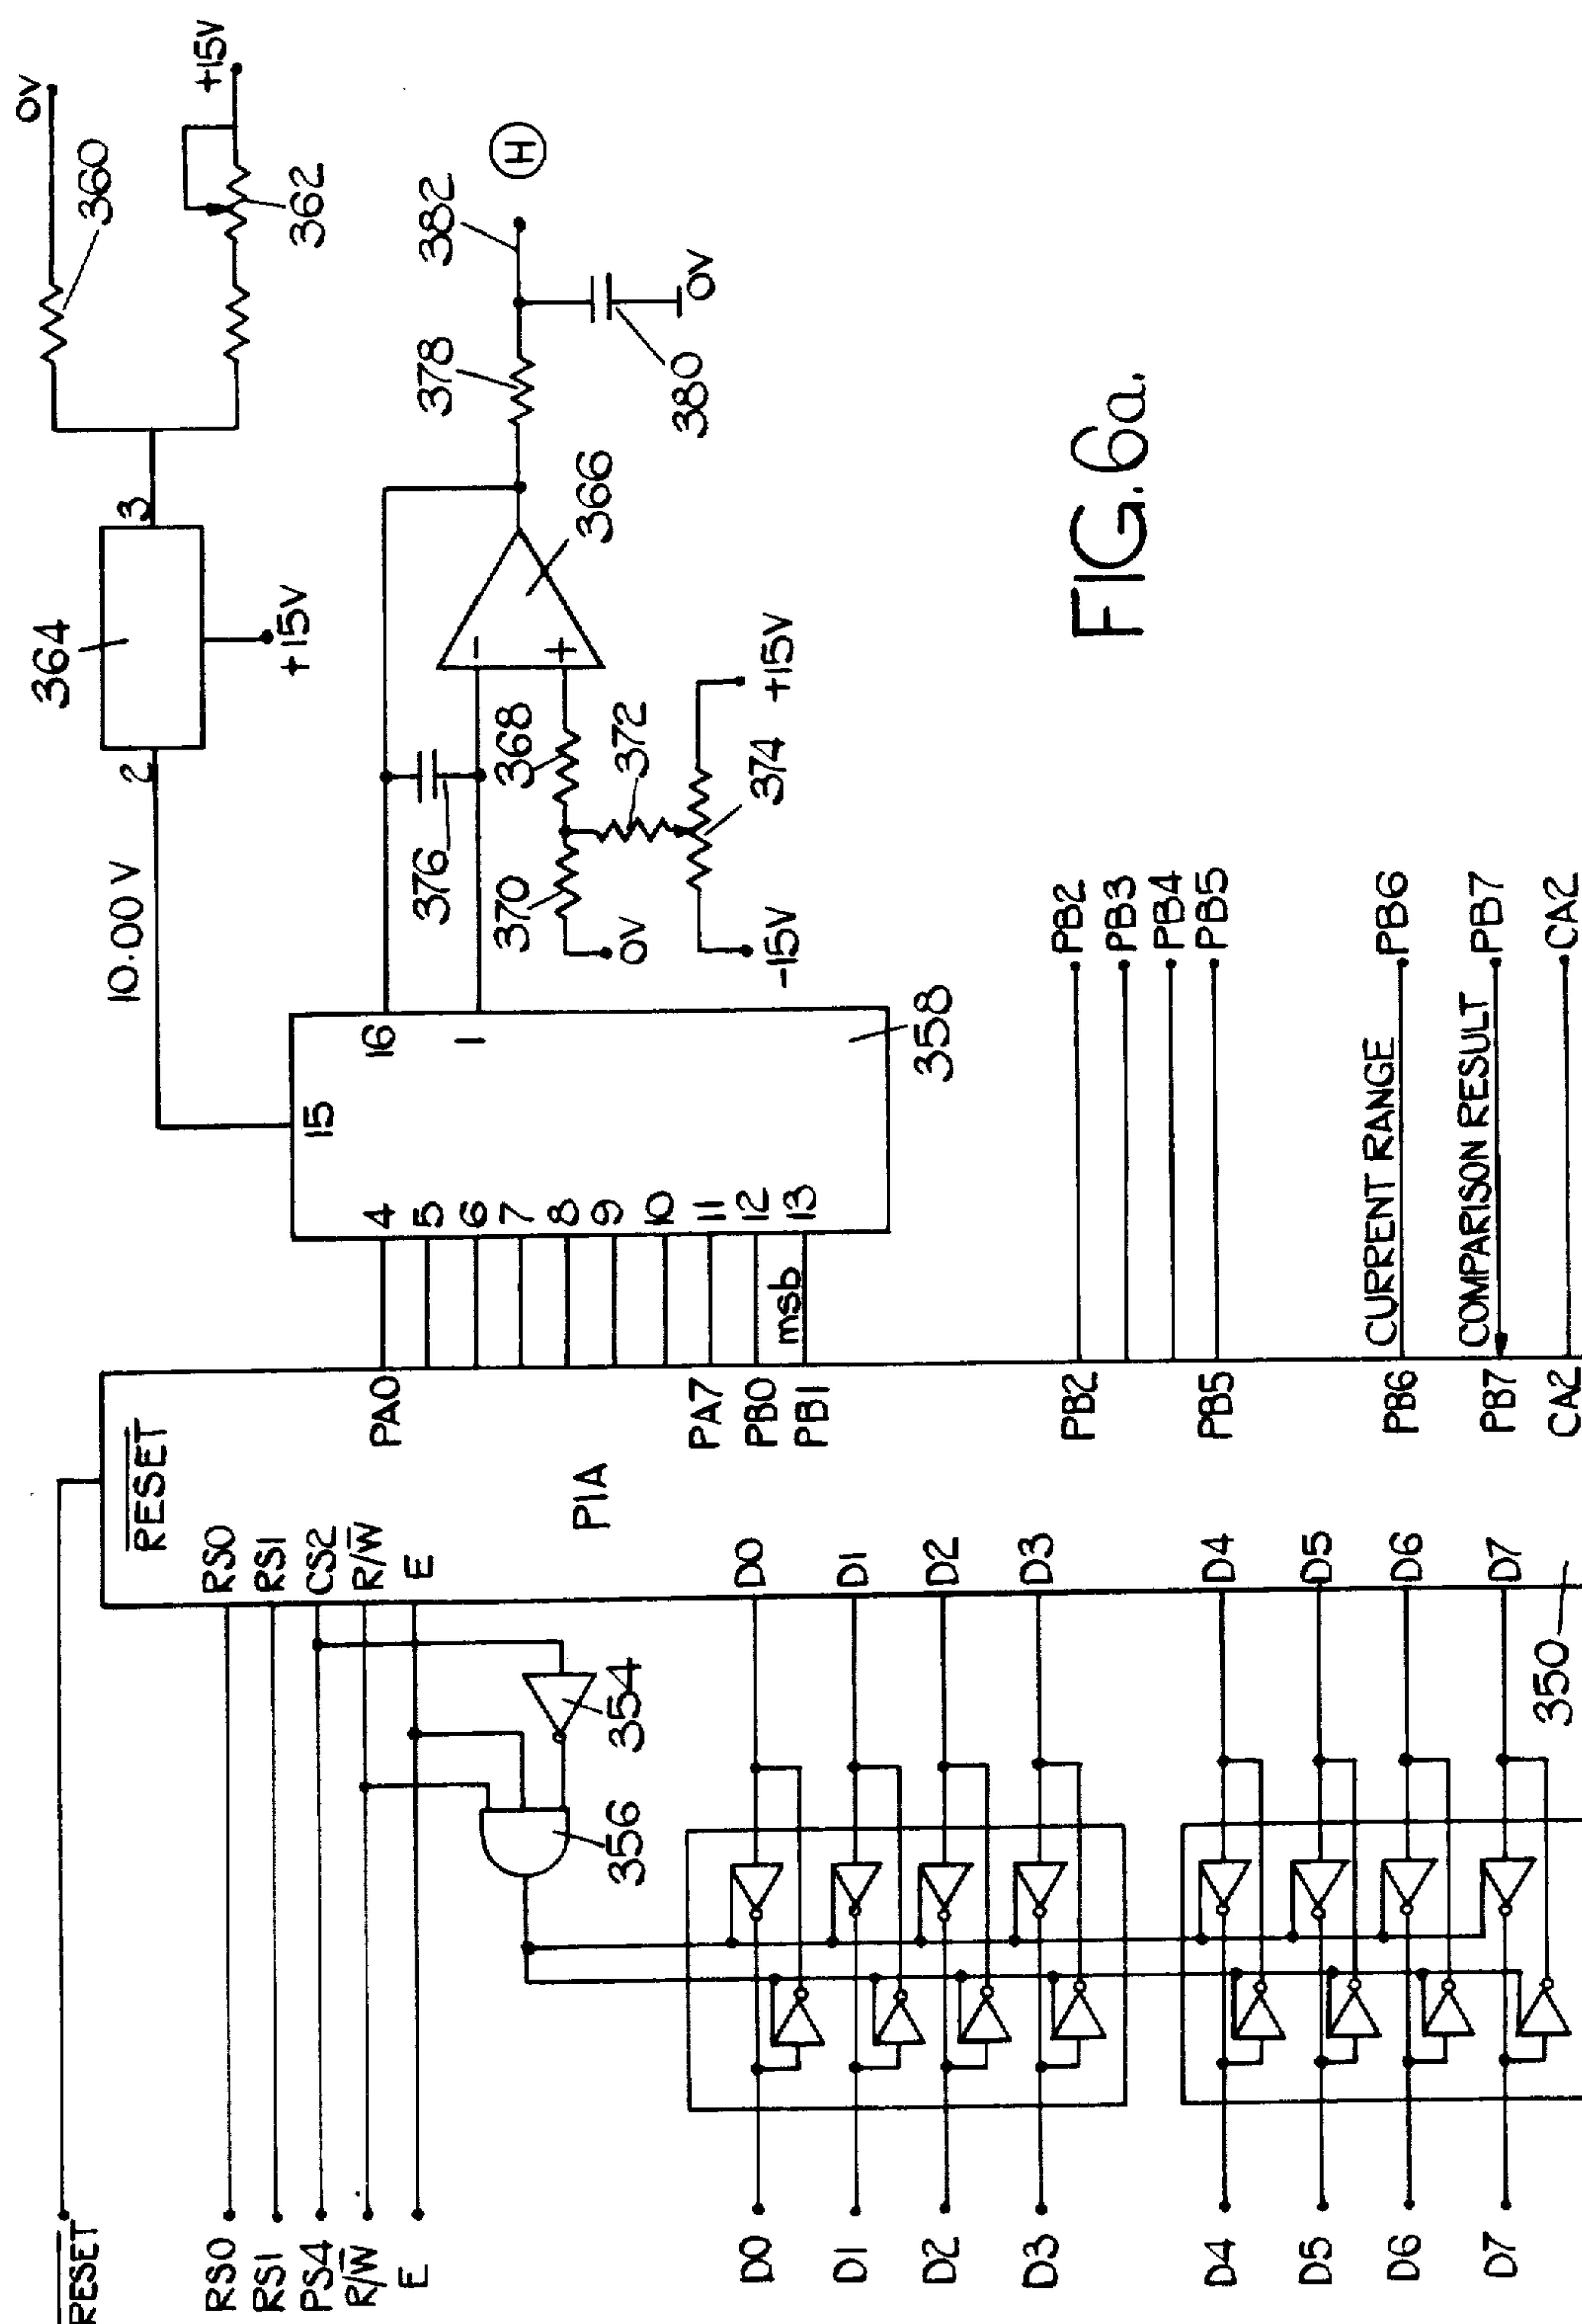 RESET
RS0
RS1
PS4
R/W
E
D0
D1
D2
D3
D4
D5
D6
D7
356
354
350
RESET
RS0
RS1
CS2
R/W
E
D0
D1
D2
D3
D4
D5
D6
D7
PIA
PA0
PA7
PB0
PB1
PB2
PB5
PB6
PB7
CA2
msb
CURRENT RANGE
COMPARISON RESULT
PB2
PB3
PB4
PB5
PB6
PB7
CA2
4
5
6
7
8
9
10
11
12
13
15
16
1
358
10.00 V
2
364
3
+15V
0V
360
+15V
362
376
370
368
372
374
0V
-15V
+15V
-
+
366
378
382
380
0V
H
FIG. 6a.